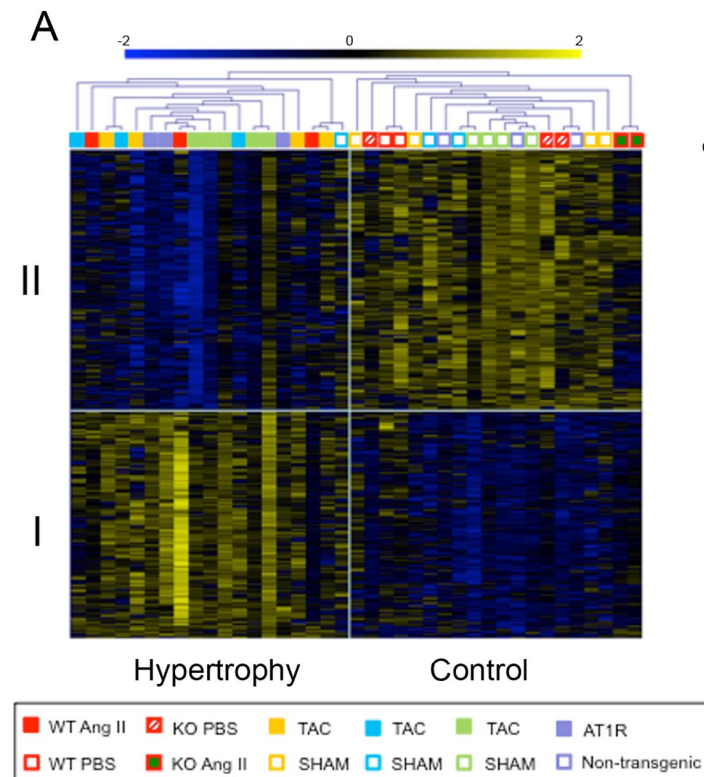 A
-2 0 2
II
I
Hypertrophy Control
WT Ang II KO PBS TAC TAC TAC AT1R
WT PBS KO Ang II SHAM SHAM SHAM Non-transgenic